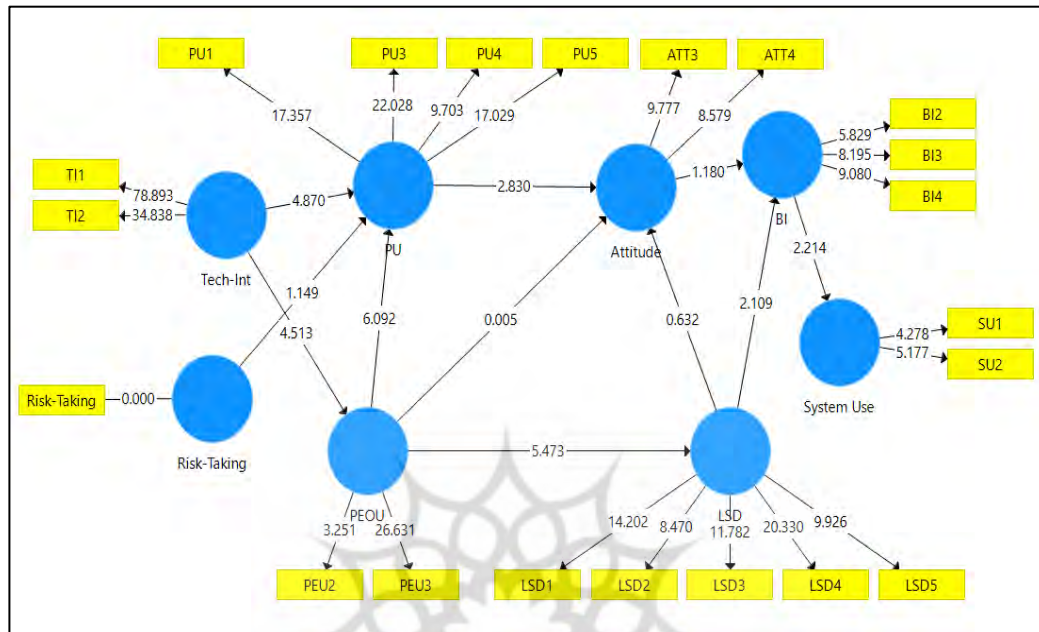 PU1 PU3 PU4 PU5 ATT3 ATT4
17.357 22.028 9.703 17.029 9.777 8.579
BI2
5.829
BI3
8.195
BI4
9.080
TI1
78.893
TI2
34.838
4.870
2.830
1.180
PU
BI
Attitude
Tech-Int
2.214
1.149
6.092
0.005
0.632
2.109
4.513
SU1
4.278
SU2
5.177
System Use
Risk-Taking 0.000
Risk-Taking
5.473
PEOU
LSD
3.251 26.631
14.202 8.470 11.782 20.330 9.926
PEU2 PEU3 LSD1 LSD2 LSD3 LSD4 LSD5